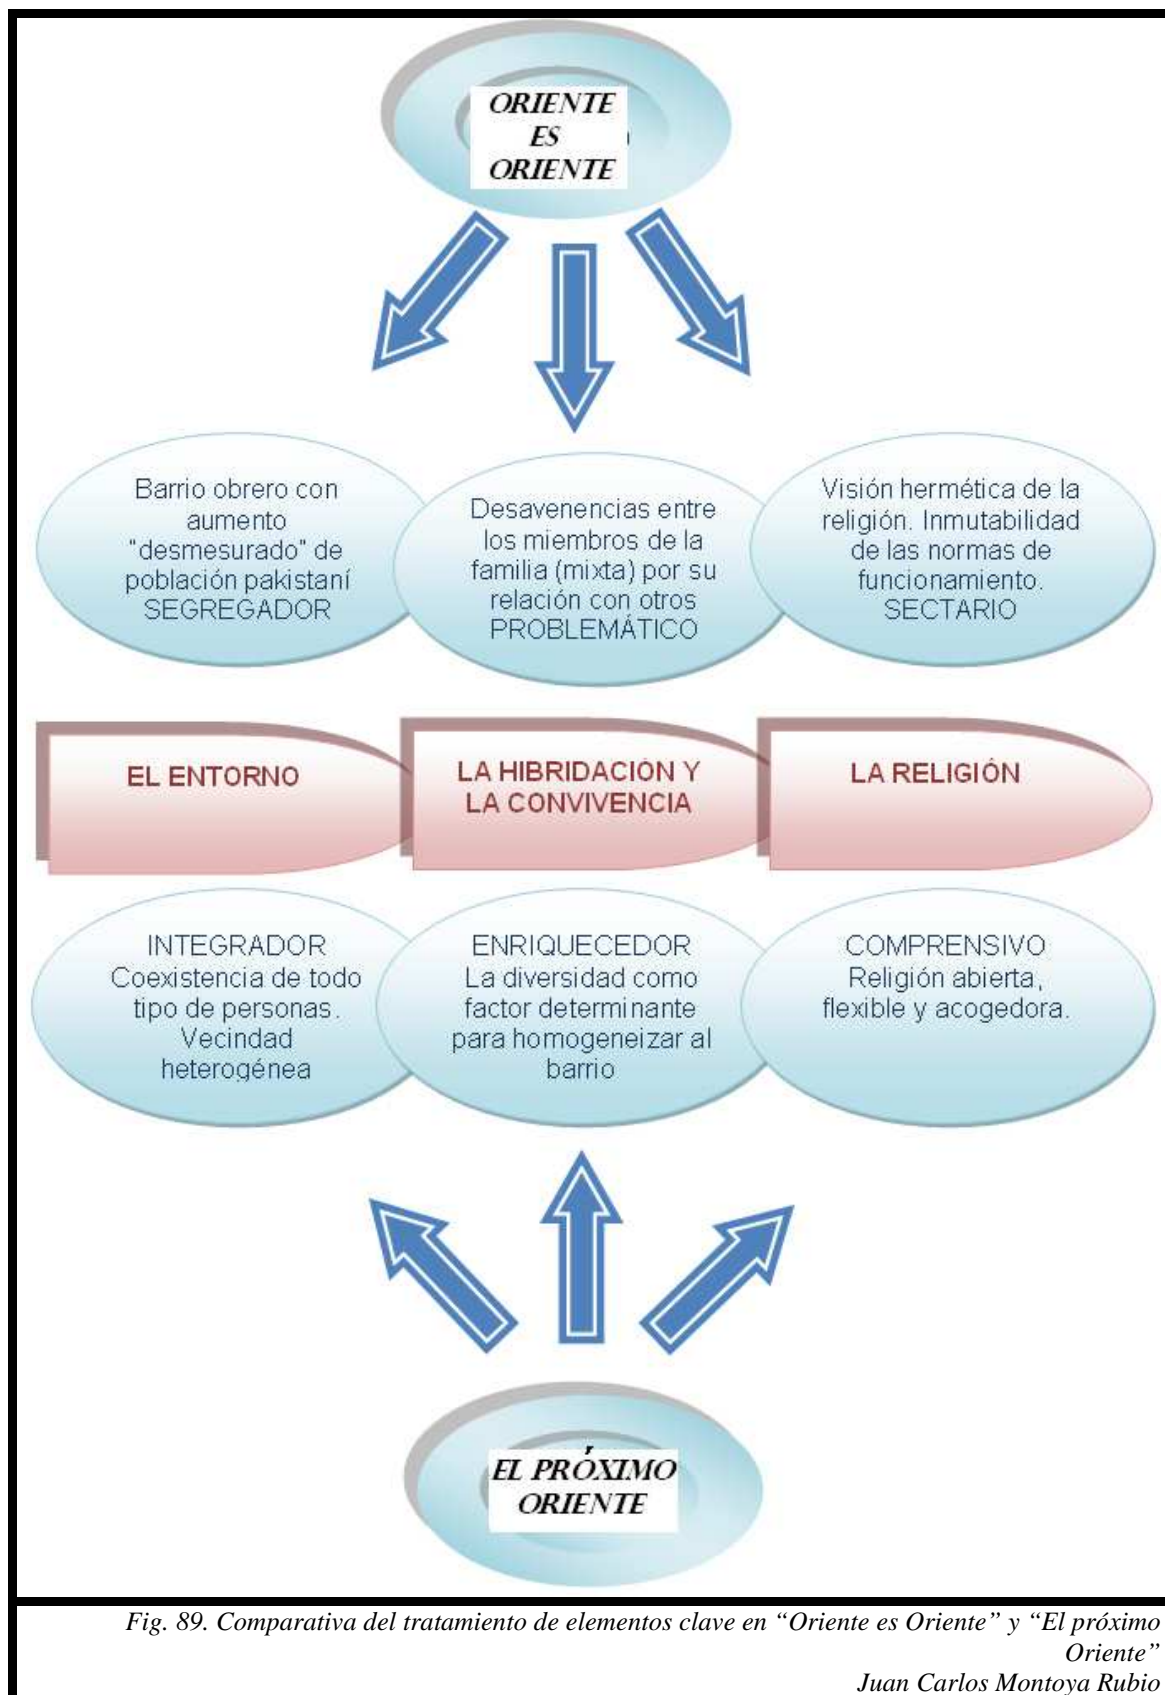 ORIENTE
ES
ORIENTE
Barrio obrero con
aumento
"desmesurado" de
población pakistaní
SEGREGADOR
Desavenencias entre
los miembros de la
familia (mixta) por su
relación con otros
PROBLEMÁTICO
Visión hermética de la
religión. Inmutabilidad
de las normas de
funcionamiento.
SECTARIO
EL ENTORNO
LA HIBRIDACIÓN Y
LA CONVIVENCIA
LA RELIGIÓN
INTEGRADOR
Coexistencia de todo
tipo de personas.
Vecindad
heterogénea
ENRIQUECEDOR
La diversidad como
factor determinante
para homogeneizar al
barrio
COMPRENSIVO
Religión abierta,
flexible y acogedora.
EL PRÓXIMO
ORIENTE
Fig. 89. Comparativa del tratamiento de elementos clave en “Oriente es Oriente” y “El próximo
Oriente”
Juan Carlos Montoya Rubio